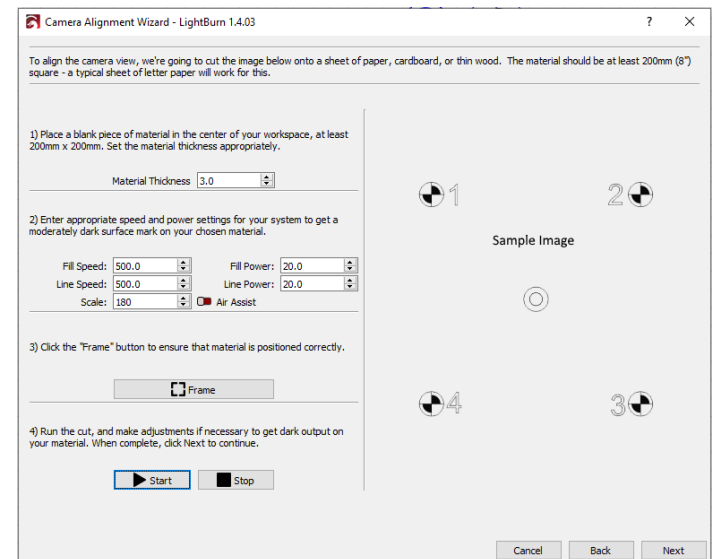 Camera Alignment Wizard - LightBurn 1.4.03
?
To align the camera view, we're going to cut the image below onto a sheet of paper, cardboard, or thin wood. The material should be at least 200mm (8")
square - a typical sheet of letter paper will work for this.
1) Place a blank piece of material in the center of your workspace, at least
200mm x 200mm. Set the material thickness appropriately.
Material Thickness 3.0
2) Enter appropriate speed and power settings for your system to get a
moderately dark surface mark on your chosen material.
Fill Speed: 500.0 Fill Power: 20.0
Line Speed: 500.0 Line Power: 20.0
Scale: 180 Air Assist
3) Click the "Frame" button to ensure that material is positioned correctly.
Frame
4) Run the cut, and make adjustments if necessary to get dark output on
your material. When complete, click Next to continue.
Start Stop
1 2
Sample Image
4 3
Cancel Back Next